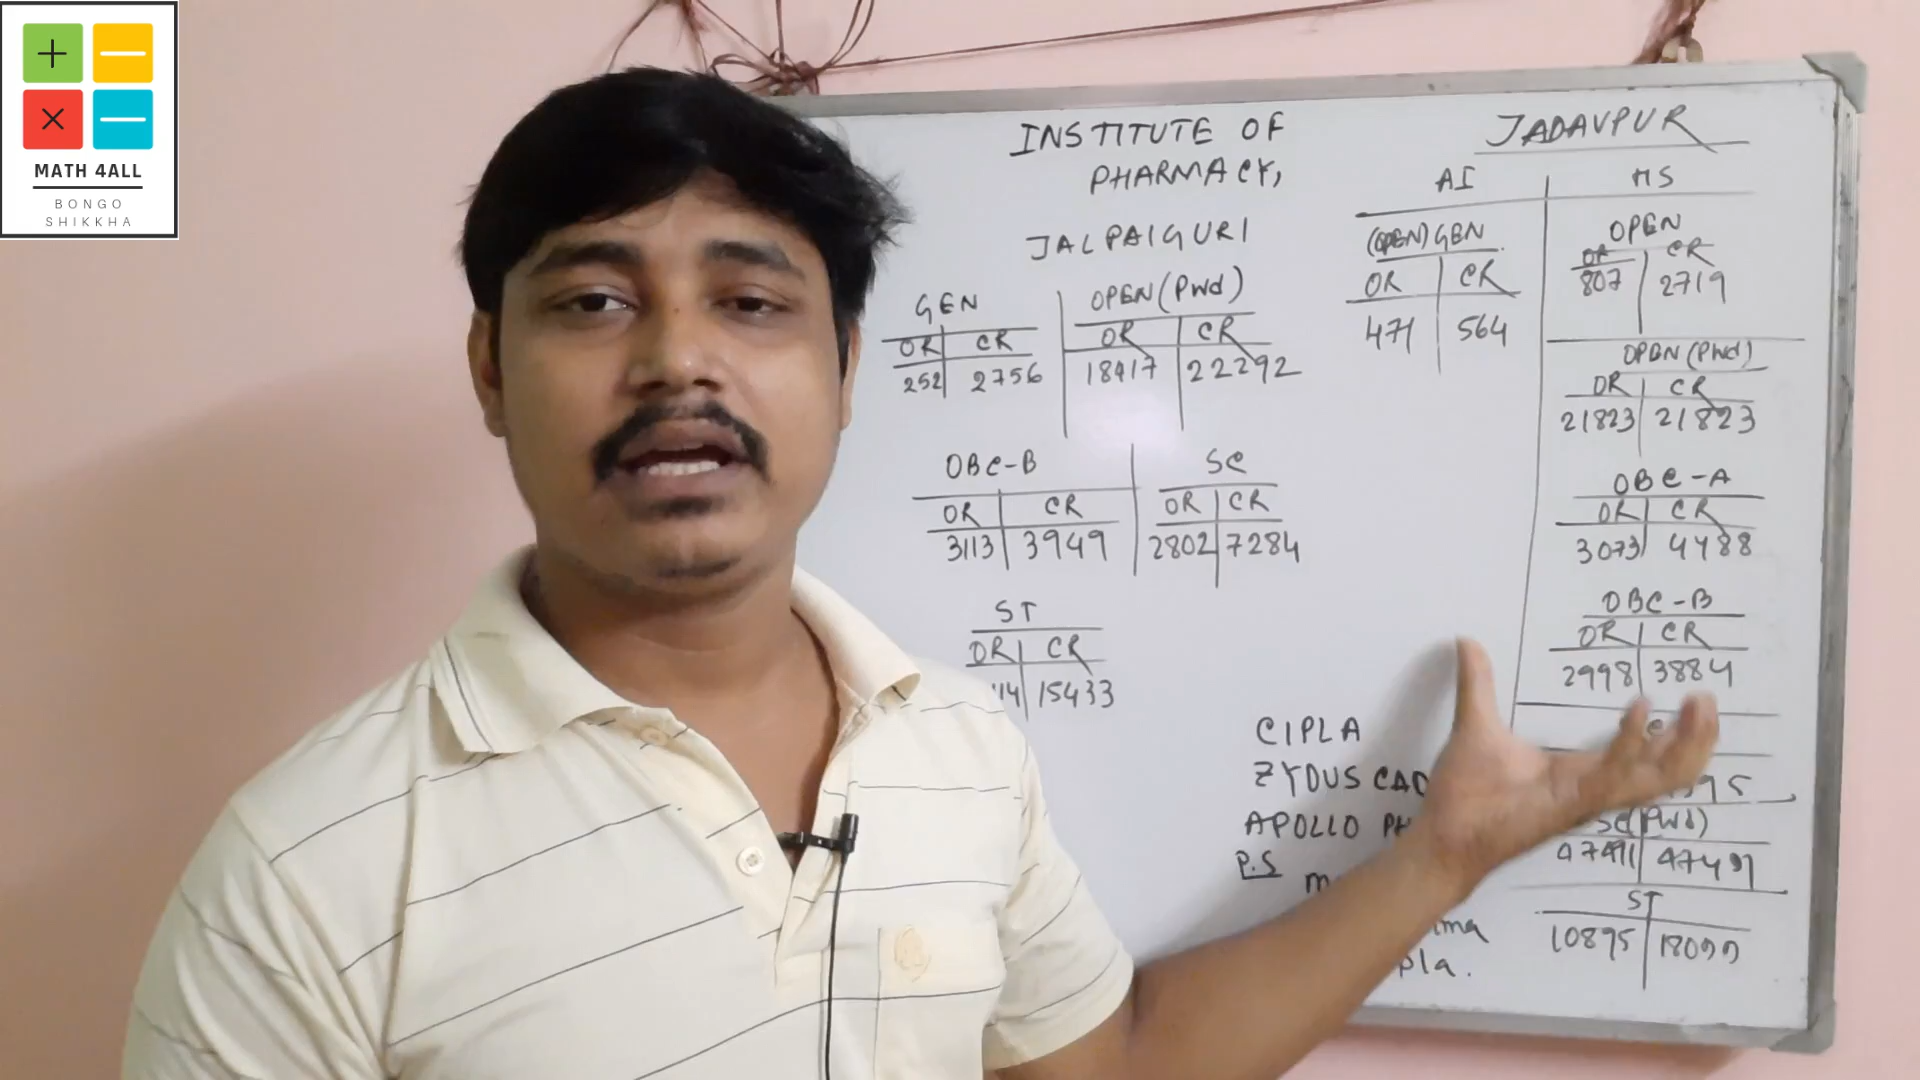 MATH 4ALL
BONGO
SHIKKHA
INSTITUTE OF
PHARMACY,
JALPAIGURI
GEN
OR CR
252 2756
OPEN (Pwd)
OR CR
18417 22292
OBC-B
OR CR
3113 3949
SC
OR CR
2802 7284
ST
OR CR
15433
JADAVPUR
AI HS
(OPEN) GEN
OR CR
471 564
OPEN
OR CR
807 2719
OPEN (Pwd)
OR CR
21823 21823
OBC-A
OR CR
3073 4488
OBC-B
OR CR
2998 3884
SC (Pwd)
47491 47491
ST
10895 18099
CIPLA
ZYDUS CAD
APOLLO PH
P.S